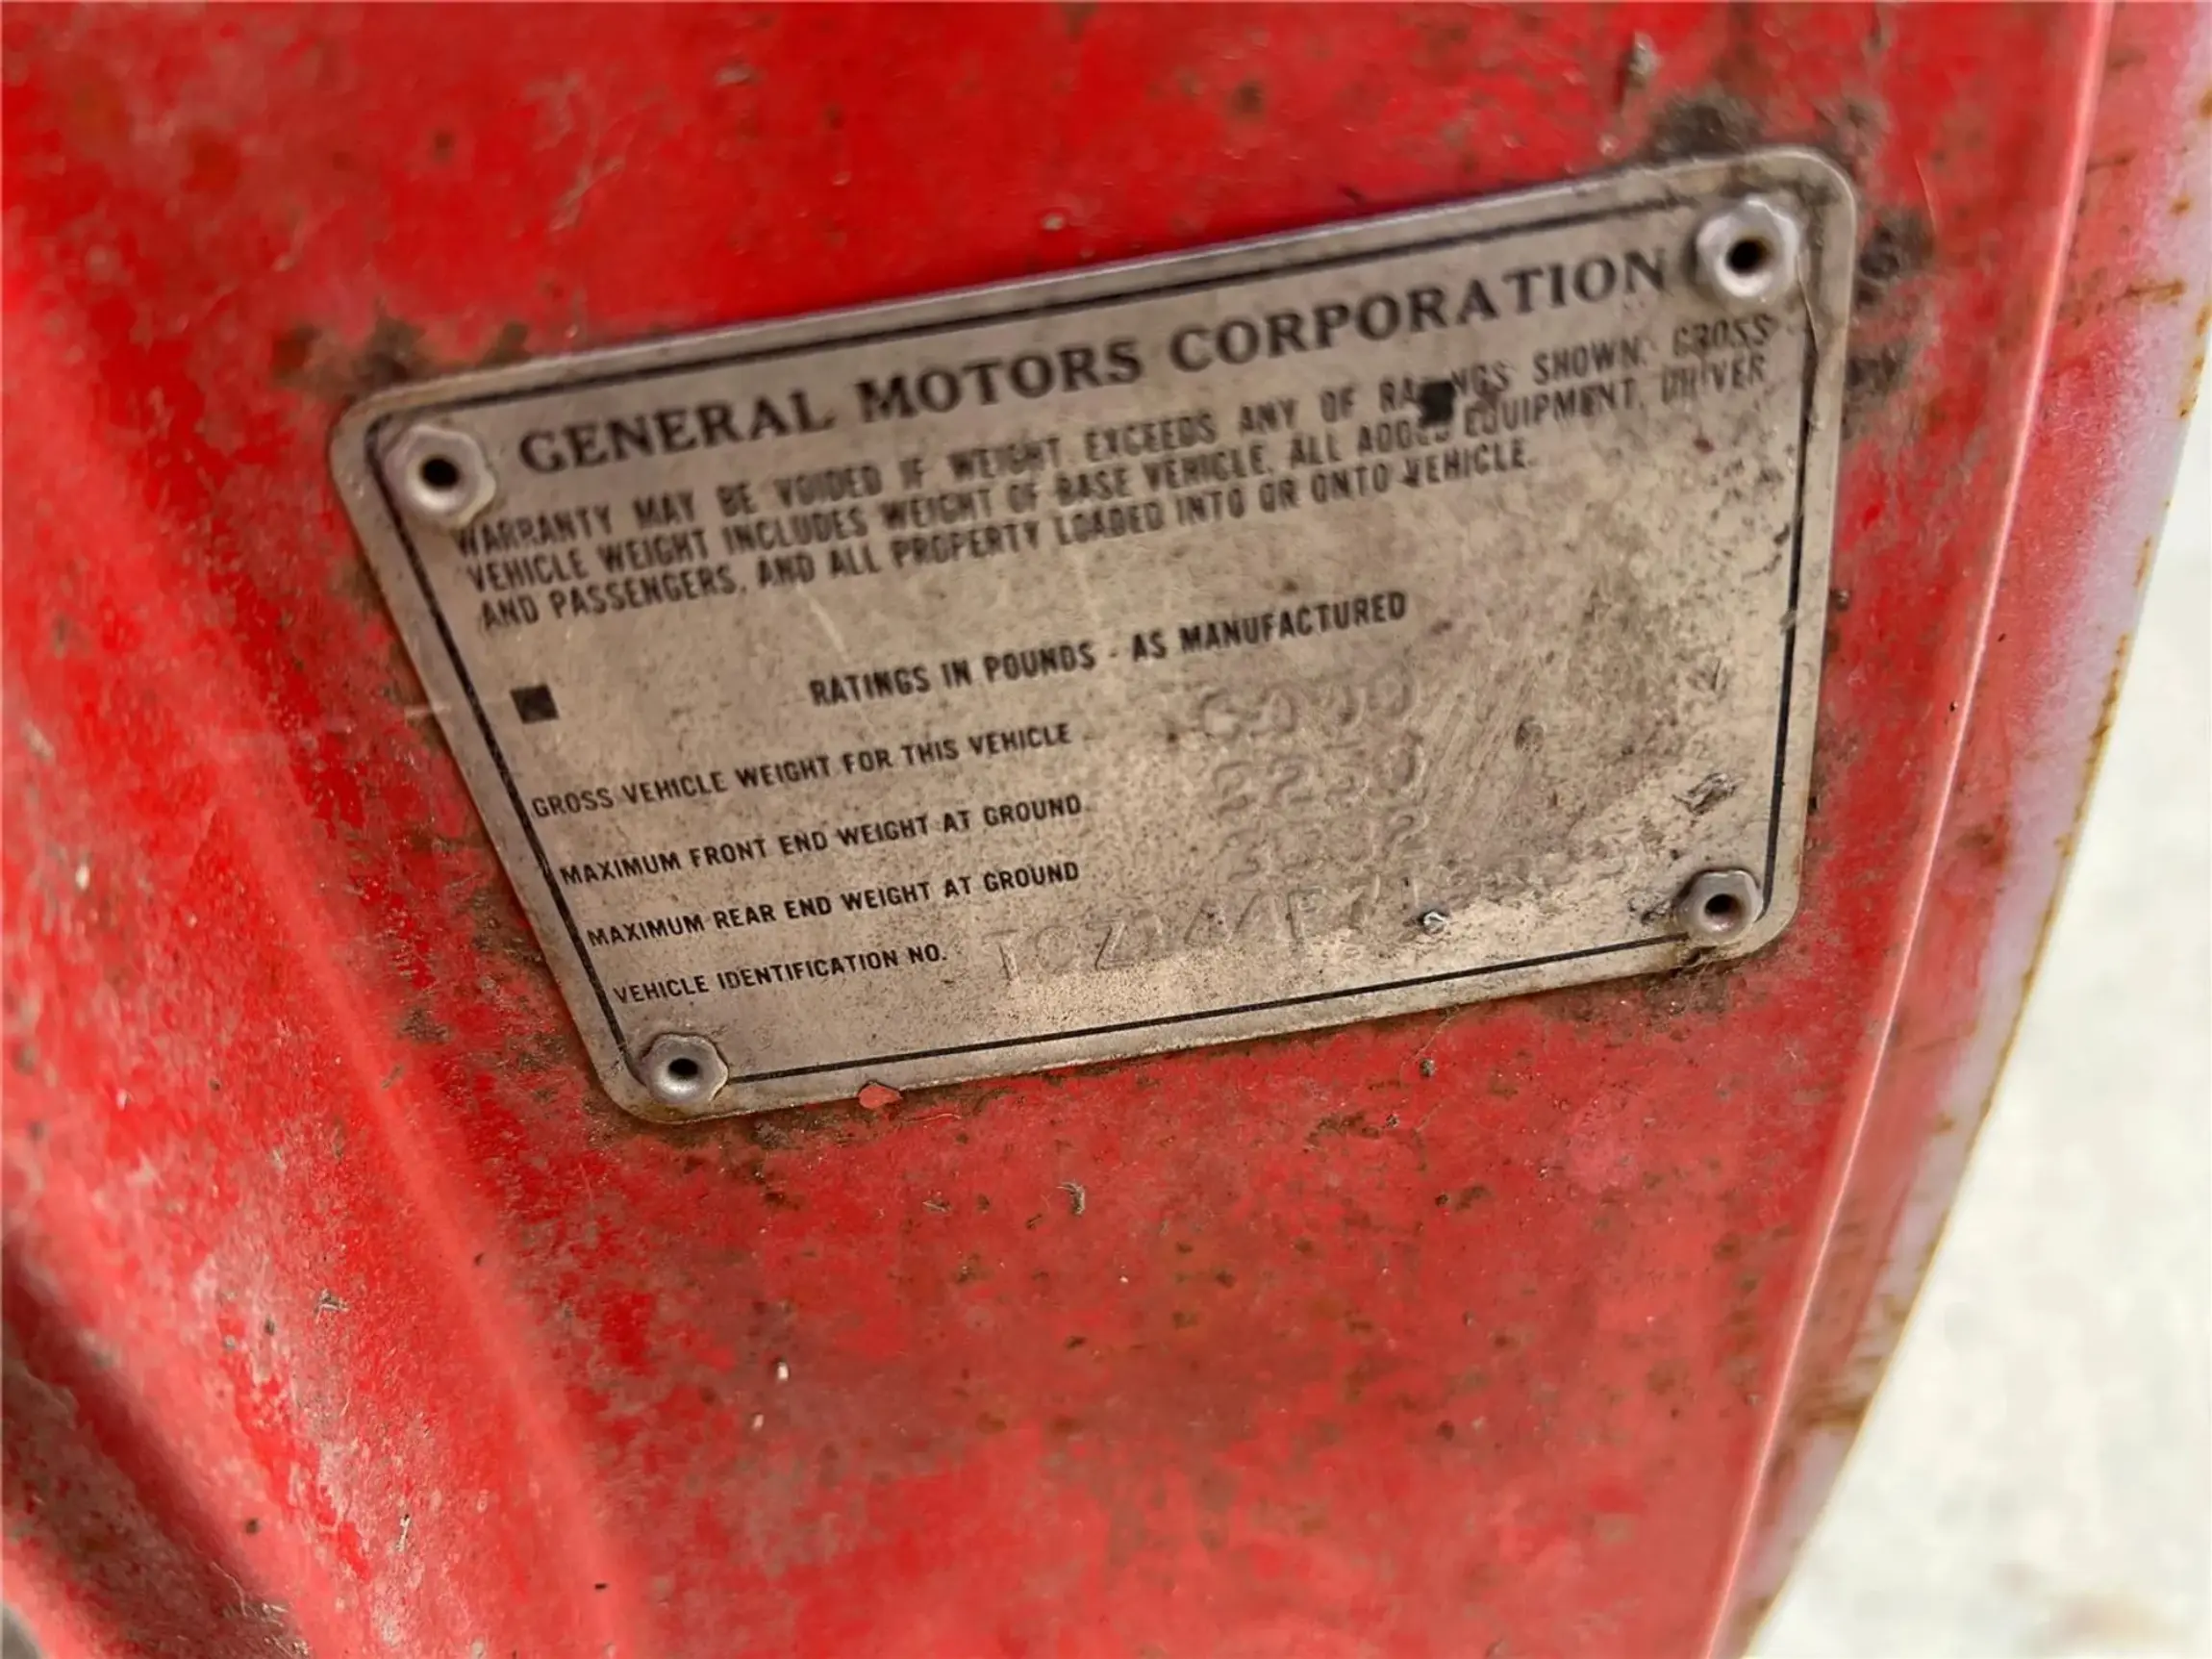 GENERAL MOTORS CORPORATION
WARRANTY MAY BE VOIDED IF WEIGHT EXCEEDS ANY OF RATINGS SHOWN. GROSS
VEHICLE WEIGHT INCLUDES WEIGHT OF BASE VEHICLE, ALL ADDED EQUIPMENT, DRIVER
AND PASSENGERS, AND ALL PROPERTY LOADED INTO OR ONTO VEHICLE.
RATINGS IN POUNDS - AS MANUFACTURED
GROSS VEHICLE WEIGHT FOR THIS VEHICLE
MAXIMUM FRONT END WEIGHT AT GROUND
MAXIMUM REAR END WEIGHT AT GROUND
VEHICLE IDENTIFICATION NO.